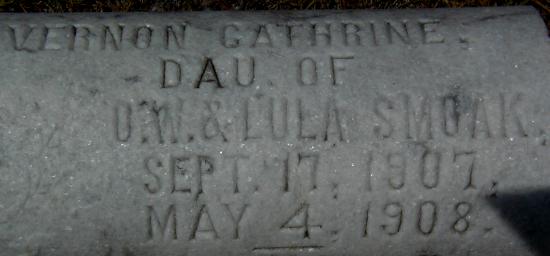 VERNON CATHRINE.
DAU. OF
O.W. & LULA SMOAK.
SEPT. 17, 1907.
MAY 4, 1908.